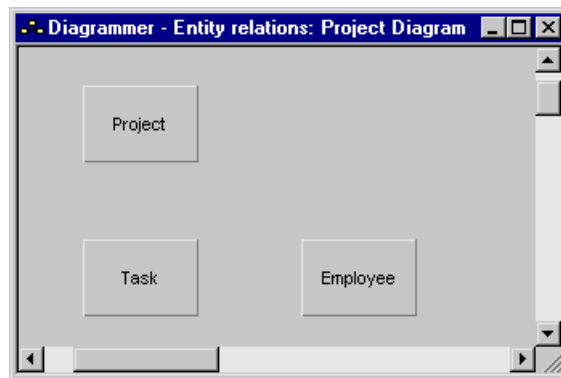 Diagrammer - Entity relations: Project Diagram
Project
Task
Employee